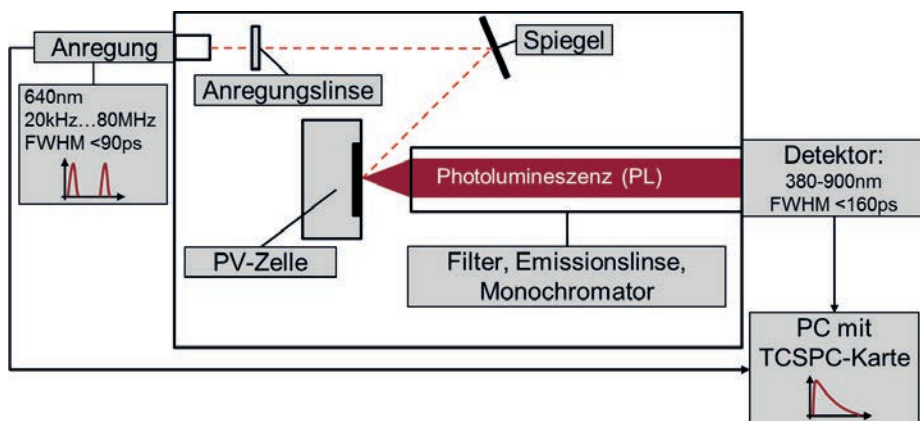 Anregung
Spiegel
Anregungslinse
640nm
20kHz…80MHz
FWHM <90ps
Photolumineszenz (PL)
Detektor:
380-900nm
FWHM <160ps
PV-Zelle
Filter, Emissionslinse,
Monochromator
PC mit
TCSPC-Karte